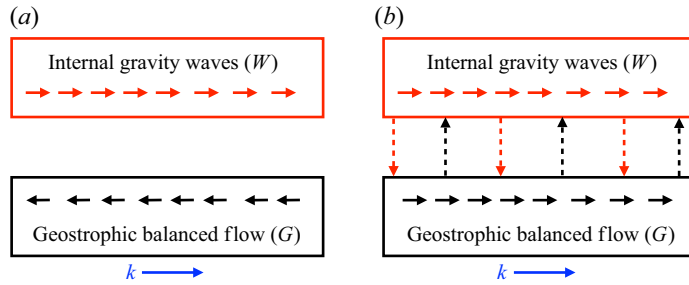 (a)
Internal gravity waves (W)
Geostrophic balanced flow (G)
k
(b)
Internal gravity waves (W)
Geostrophic balanced flow (G)
k